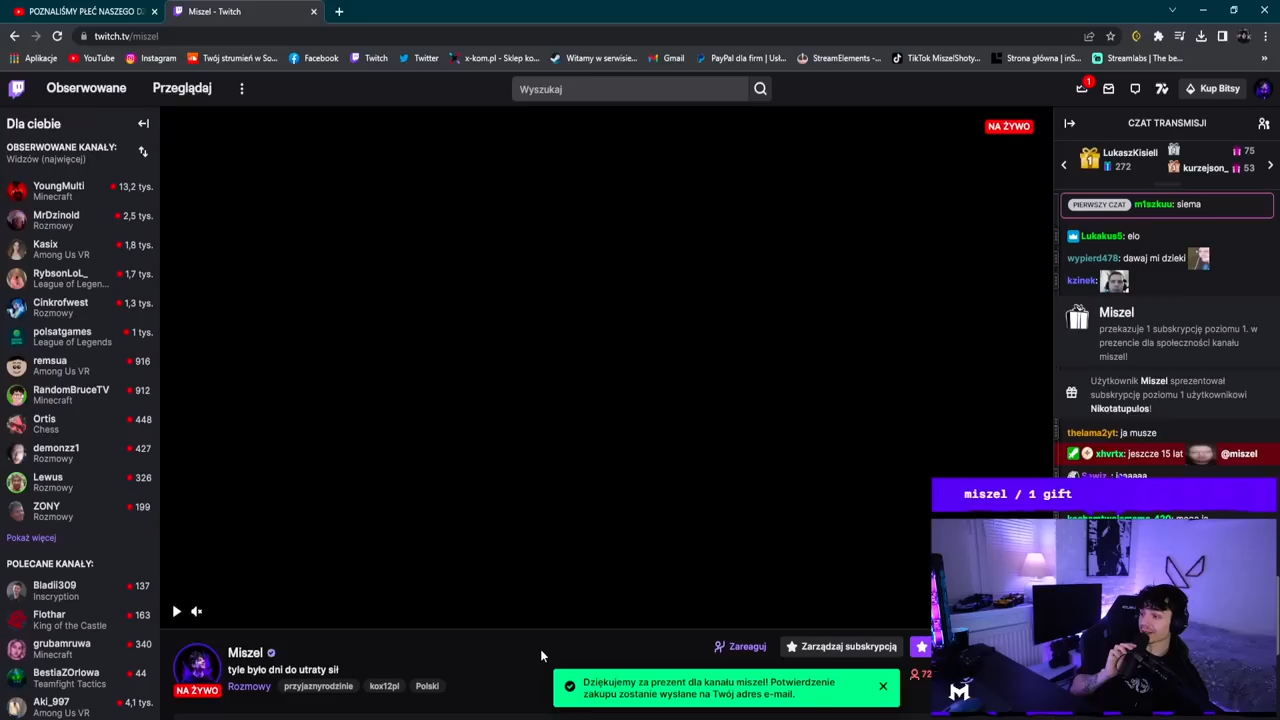 POZNALIŚMY PŁEĆ NASZEGO
Miszel - Twitch
twitch.tv/miszel
Aplikacje
YouTube
Instagram
Twój strumień w So...
Facebook
Twitch
Twitter
x-kom.pl - Sklep ko...
Witamy w serwisie...
Gmail
PayPal dla firm | Usł...
StreamElements -...
TikTok MiszelShoty...
Strona główna | inS...
Streamlabs | The be...
»
Obserwowane
Przeglądaj
Wyszukaj
1
Kup Bitsy
Dla ciebie
OBSERWOWANE KANAŁY:
Widzów (najwięcej)
YoungMulti 13,2 tys.
Minecraft
MrDzinold 2,5 tys.
Rozmowy
Kasix 1,8 tys.
Among Us VR
RybsonLoL_ 1,7 tys.
League of Legen...
Cinkrofwest 1,3 tys.
Rozmowy
polsatgames 1 tys.
League of Legends
remsua 916
Among Us VR
RandomBruceTV 912
Minecraft
Ortis 448
Chess
demonzz1 427
Rozmowy
Lewus 326
Rozmowy
ZONY 199
Rozmowy
Pokaż więcej
POLECANE KANAŁY:
Bladii309 137
Inscryption
Flothar 163
King of the Castle
grubamruwa 340
Rozmowy
BestiaZOrlowa 44
Teamfight Tactics
Aki_997 4,1 tys.
Rozmowy
NA ŻYWO
Miszel
tyle było dni do utraty sił
Rozmowy
przyjaznyrodzinie
kox12pl
Polski
NA ŻYWO
Zareaguj
Zarządzaj subskrypcją
72
Dziękujemy za prezent dla kanału miszel! Potwierdzenie
zakupu zostanie wysłane na Twój adres e-mail.
CZAT TRANSMISJI
1
LukaszKisiell
272
2
75
3
kurzejson_ 53
PIERWSZY CZAT m1szkuu: siema
Lukakus5: elo
wypierd478: dawaj mi dzieki
kzinek:
Miszel
przekazuje 1 subskrypcję poziomu 1. w
prezencie dla społeczności kanału
miszel!
Użytkownik Miszel sprezentował
subskrypcję poziomu 1 użytkownikowi
Nikotatupulos!
thelama2yt: ja musze
xhvrtx: jeszcze 15 lat @miszel
miszel / 1 gift
M